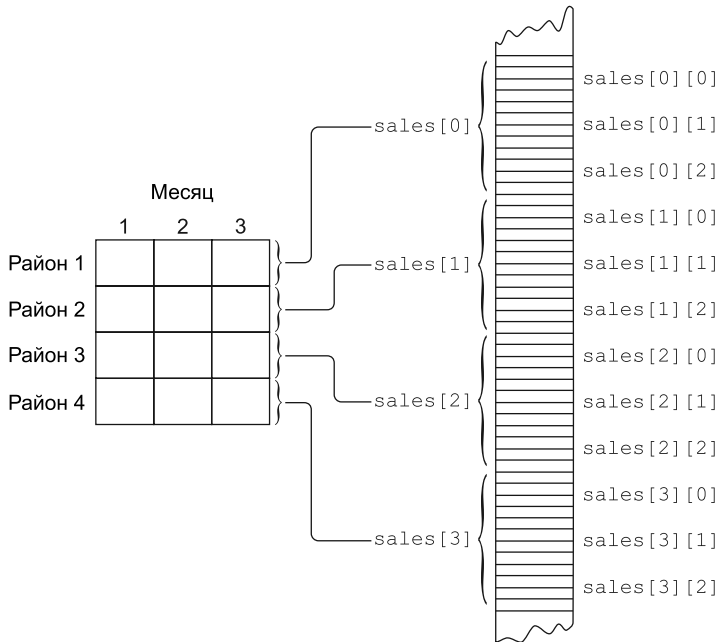 Месяц
1 2 3
Район 1
Район 2
Район 3
Район 4
sales[0]
sales[1]
sales[2]
sales[3]
sales[0][0]
sales[0][1]
sales[0][2]
sales[1][0]
sales[1][1]
sales[1][2]
sales[2][0]
sales[2][1]
sales[2][2]
sales[3][0]
sales[3][1]
sales[3][2]